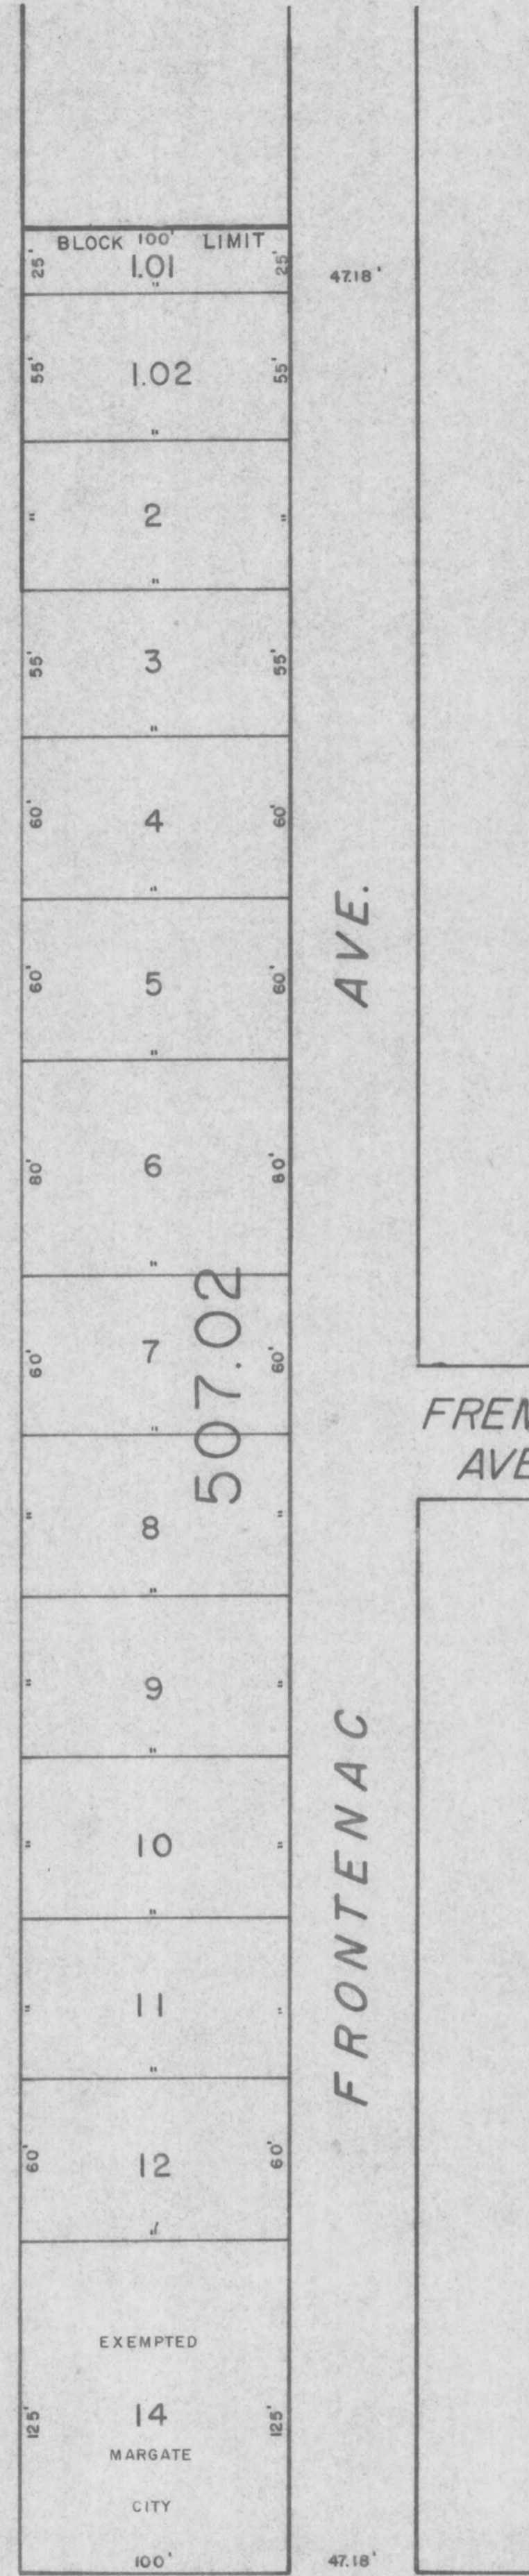 BLOCK 100' LIMIT
25' 1.01 25'
"
47.18'
55' 1.02 55'
"
" 2 "
"
55' 3 55'
"
60' 4 60'
"
60' 5 60'
"
80' 6 80'
"
60' 7 60'
"
" 8 "
"
" 9 "
"
" 10 "
"
" 11 "
"
60' 12 60'
"
EXEMPTED
125' 14 125'
MARGATE
CITY
100'
47.18'
507.02
FRONTENAC AVE.
AVE